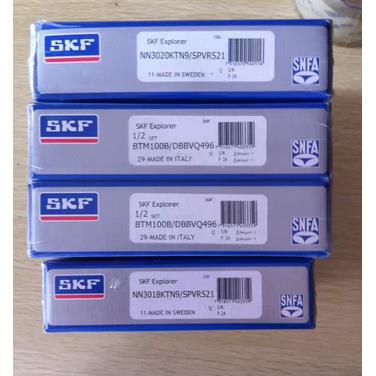 SKF
SKF Explorer
NN3020KTN9/SPVR521
11-MADE IN SWEDEN
SNFA
SKF
SKF Explorer
1/2 SET
BTM100B/DBBVQ496
29-MADE IN ITALY
SNFA
SKF
SKF Explorer
1/2 SET
BTM100B/DBBVQ496
29-MADE IN ITALY
SNFA
SKF
SKF Explorer
NN3018KTN9/SPVR521
11-MADE IN SWEDEN
SNFA